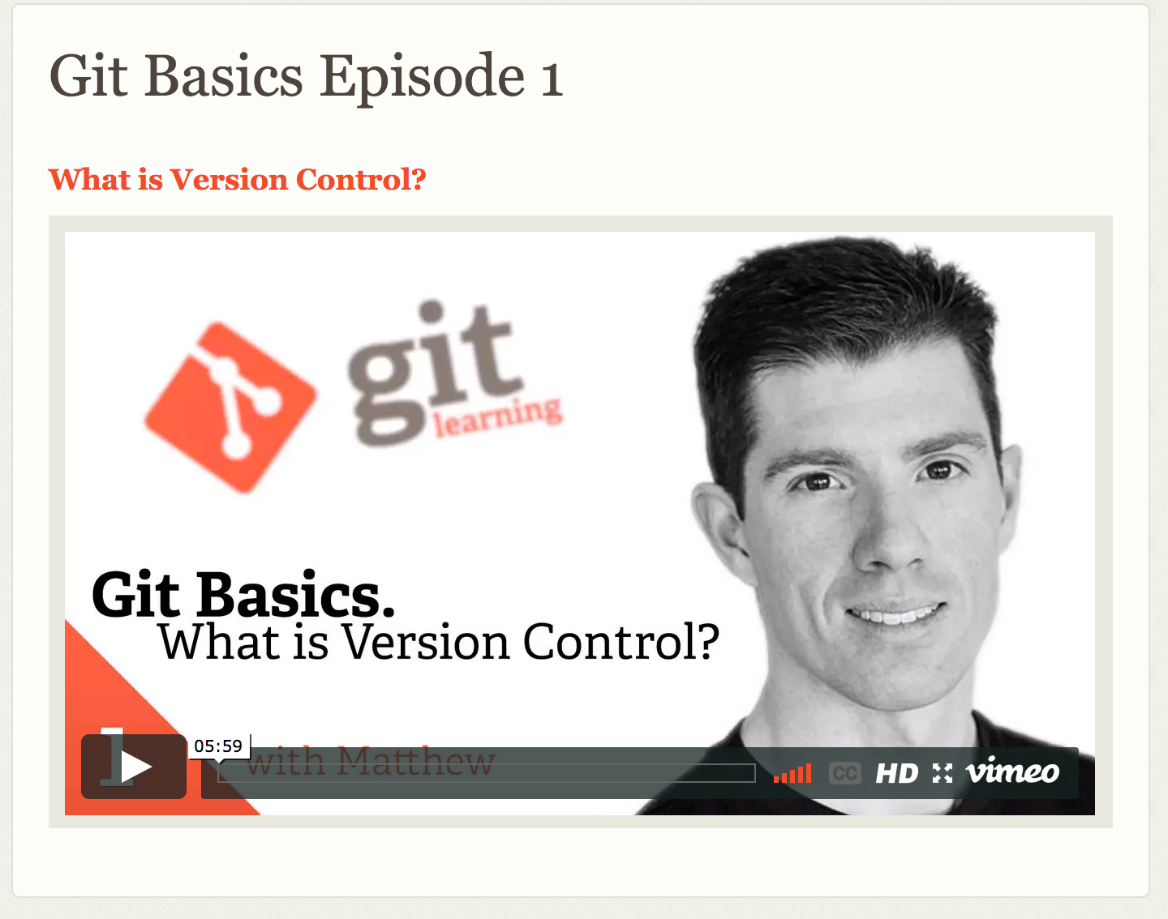 Git Basics Episode 1
What is Version Control?
git
learning
Git Basics.
What is Version Control?
1
05:59
with Matthew
CC HD vimeo